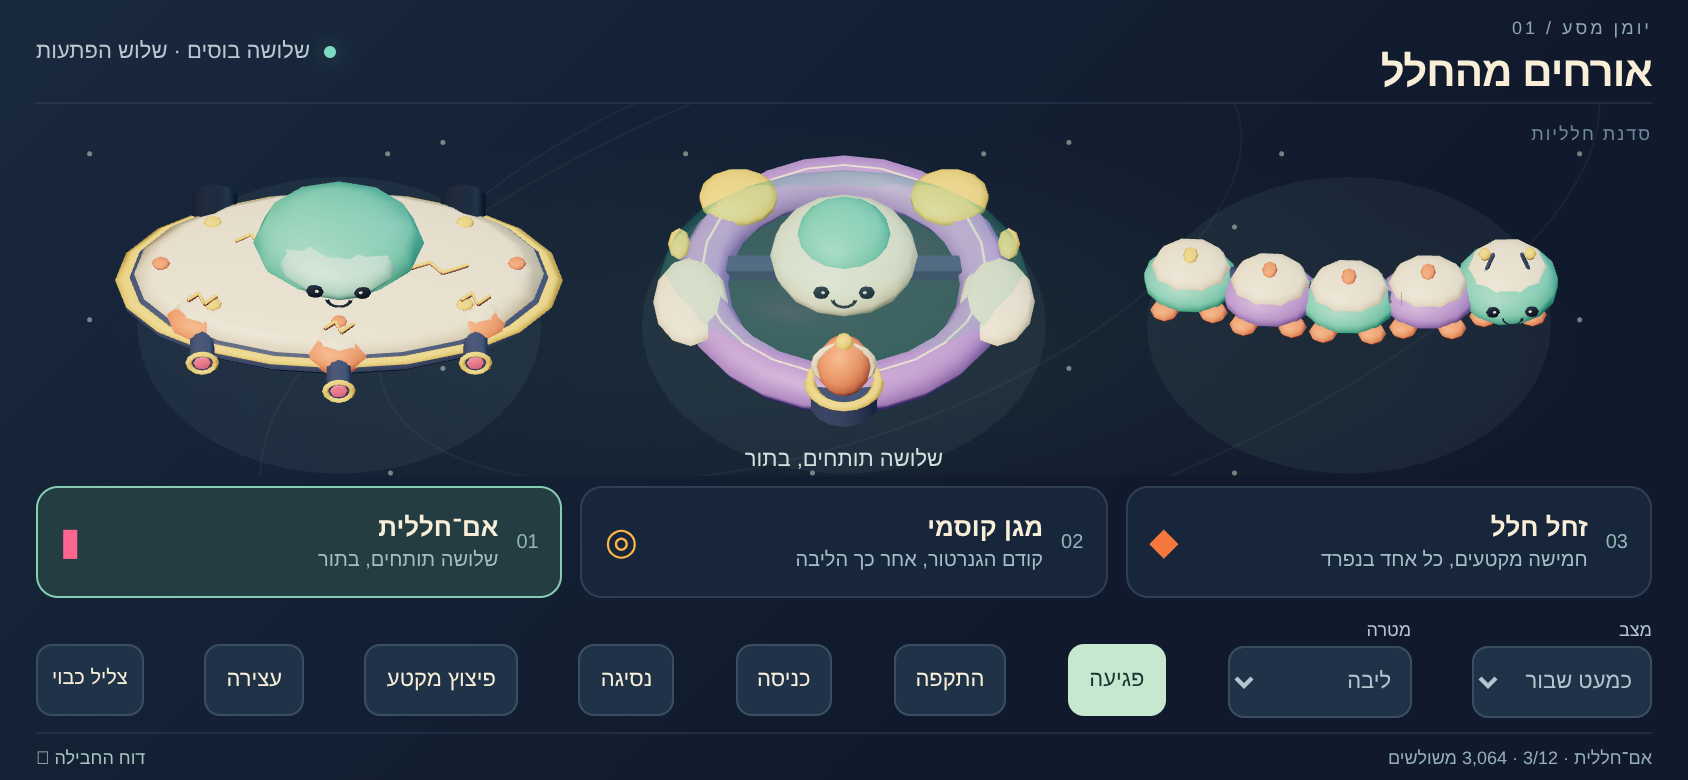 יומן מסע / 01
אורחים מהחלל
שלושה בוסים · שלוש הפתעות
סדנת חלליות
שלושה תותחים, בתור
03
זחל חלל
חמישה מקטעים, כל אחד בנפרד
02
מגן קוסמי
קודם הגנרטור, אחר כך הליבה
01
אם־חללית
שלושה תותחים, בתור
מצב
כמעט שבור
מטרה
ליבה
פגיעה
התקפה
כניסה
נסיגה
פיצוץ מקטע
עצירה
צליל כבוי
אם־חללית · 3/12 · 3,064 משולשים
דוח החבילה